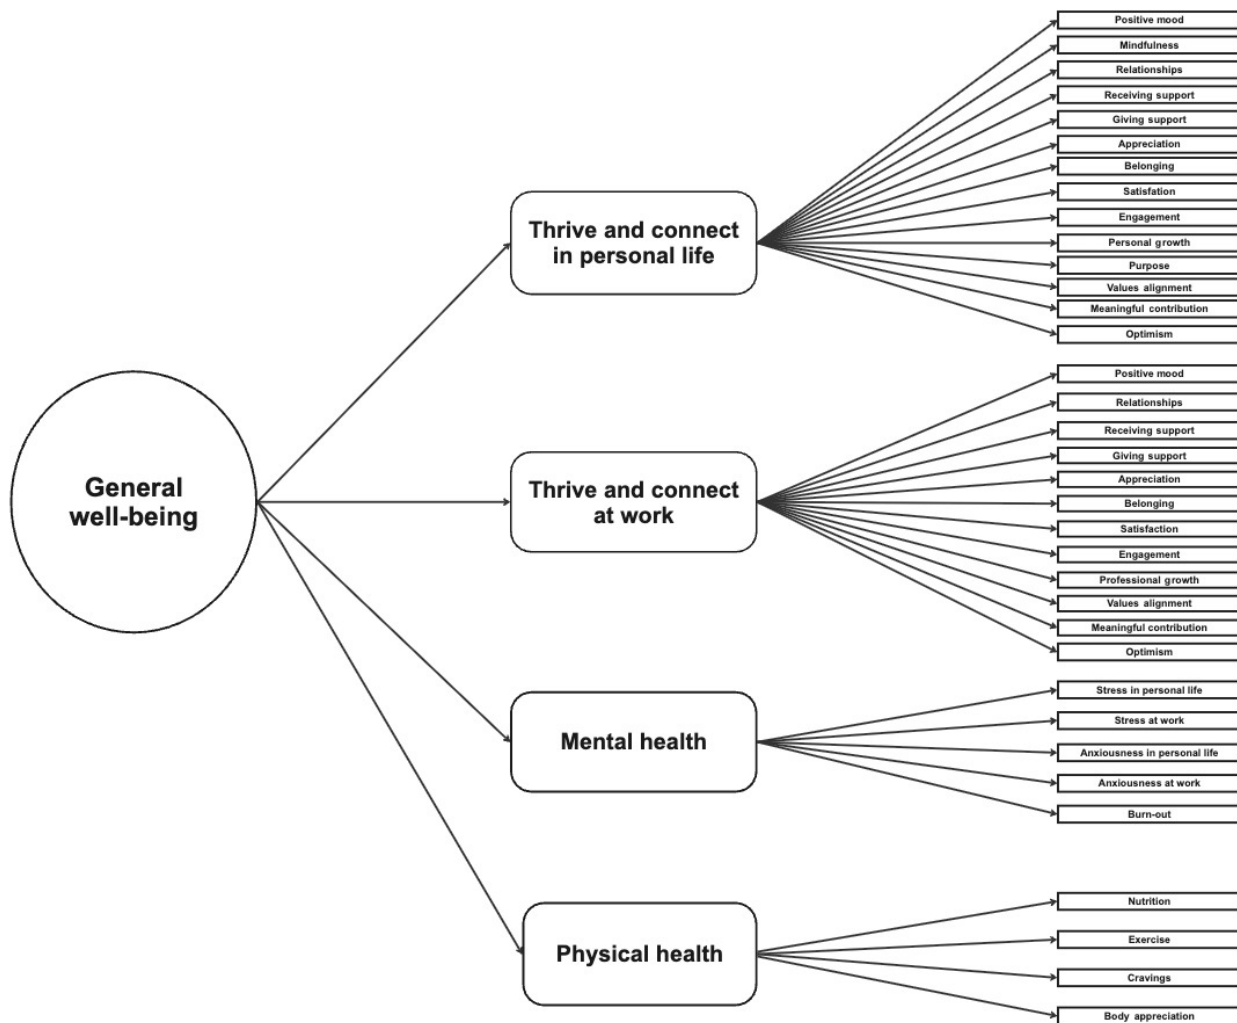 General
well-being
Thrive and connect
in personal life
Positive mood
Mindfulness
Relationships
Receiving support
Giving support
Appreciation
Belonging
Satisfation
Engagement
Personal growth
Purpose
Values alignment
Meaningful contribution
Optimism
Thrive and connect
at work
Positive mood
Relationships
Receiving support
Giving support
Appreciation
Belonging
Satisfaction
Engagement
Professional growth
Values alignment
Meaningful contribution
Optimism
Mental health
Stress in personal life
Stress at work
Anxiousness in personal life
Anxiousness at work
Burn-out
Physical health
Nutrition
Exercise
Cravings
Body appreciation